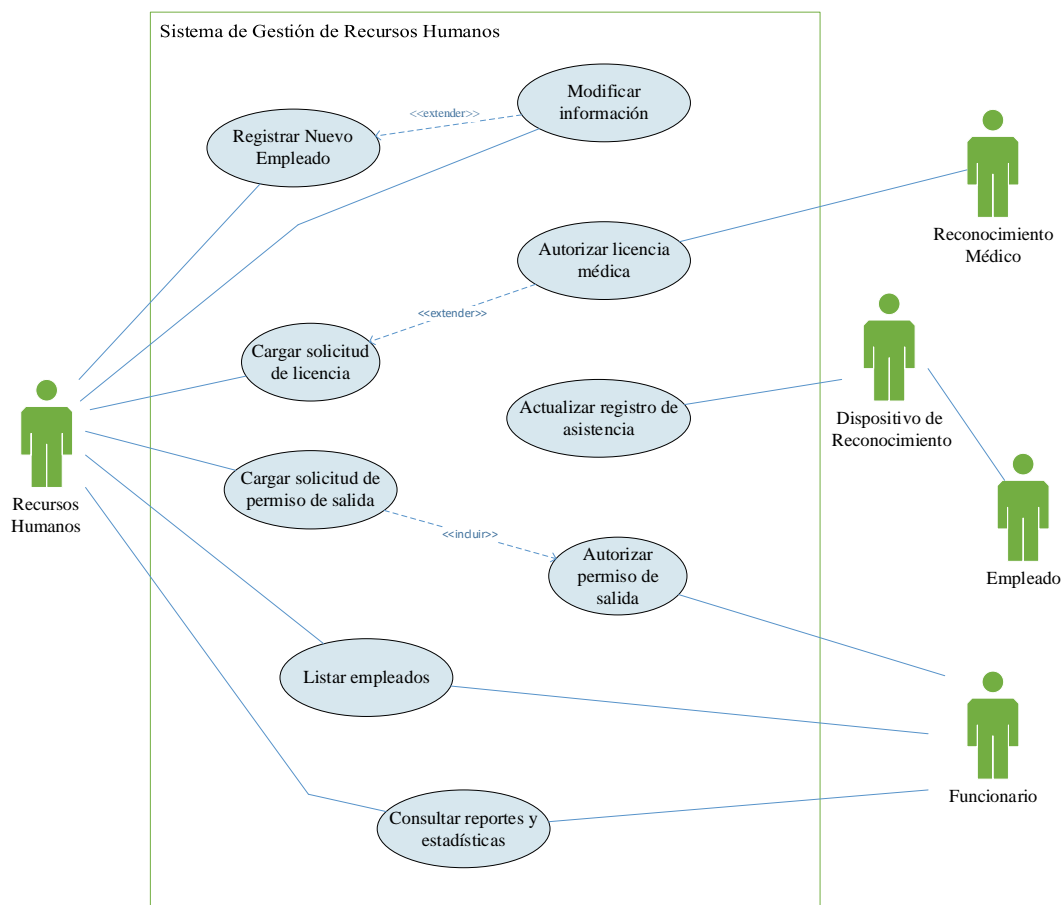 Sistema de Gestión de Recursos Humanos
Modificar
información
<<extender>>
Registrar Nuevo
Empleado
Autorizar licencia
médica
Reconocimiento
Médico
<<extender>>
Cargar solicitud
de licencia
Actualizar registro de
asistencia
Dispositivo de
Reconocimiento
Cargar solicitud de
permiso de salida
Recursos
Humanos
<<incluir>>
Autorizar
permiso de
salida
Empleado
Listar empleados
Funcionario
Consultar reportes y
estadísticas